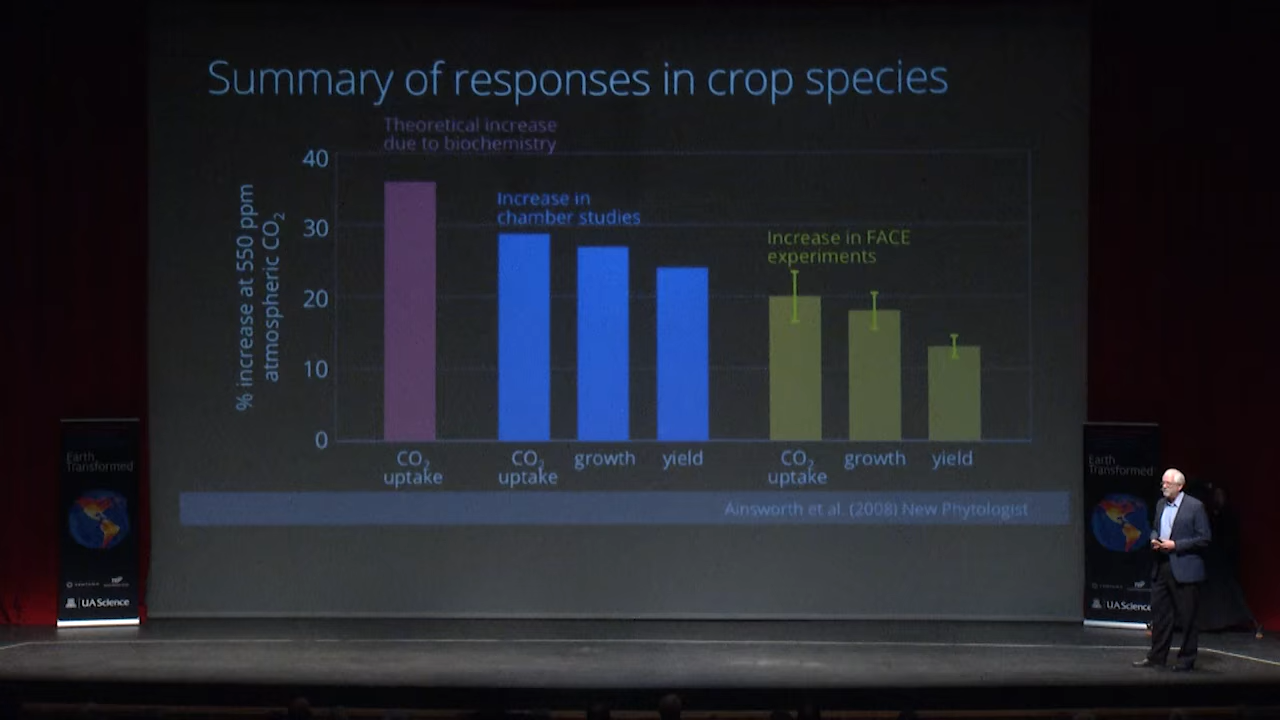 Summary of responses in crop species
Theoretical increase
due to biochemistry
Increase in
chamber studies
Increase in FACE
experiments
% increase at 550 ppm
atmospheric CO₂
40
30
20
10
0
CO₂
uptake
CO₂
uptake
growth
yield
CO₂
uptake
growth
yield
Ainsworth et al. (2008) New Phytologist
Earth
Transformed
UA Science
Earth
Transformed
UA Science